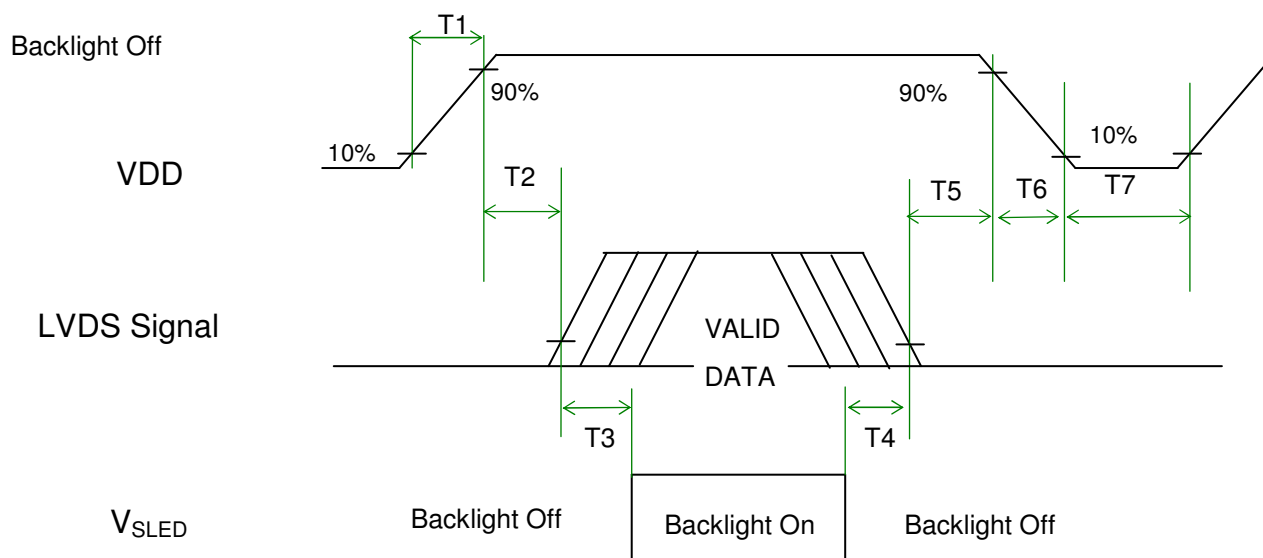 T1
Backlight Off
90%
90%
10%
10%
VDD
T2
T5
T6
T7
LVDS Signal
VALID
DATA
T3
T4
VSLED
Backlight Off
Backlight On
Backlight Off